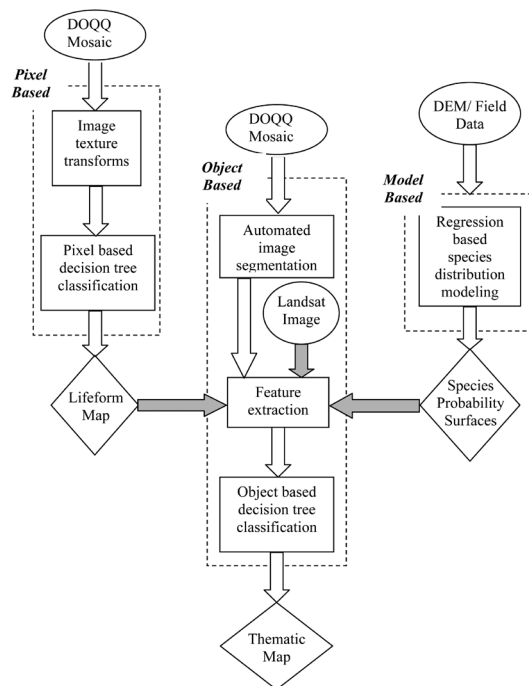 DOQQ
Mosaic
Pixel
Based
Image
texture
transforms
Pixel based
decision tree
classification
Lifeform
Map
DOQQ
Mosaic
Object
Based
Automated
image
segmentation
Landsat
Image
Feature
extraction
Object based
decision tree
classification
Thematic
Map
DEM/ Field
Data
Model
Based
Regression
based
species
distribution
modeling
Species
Probability
Surfaces